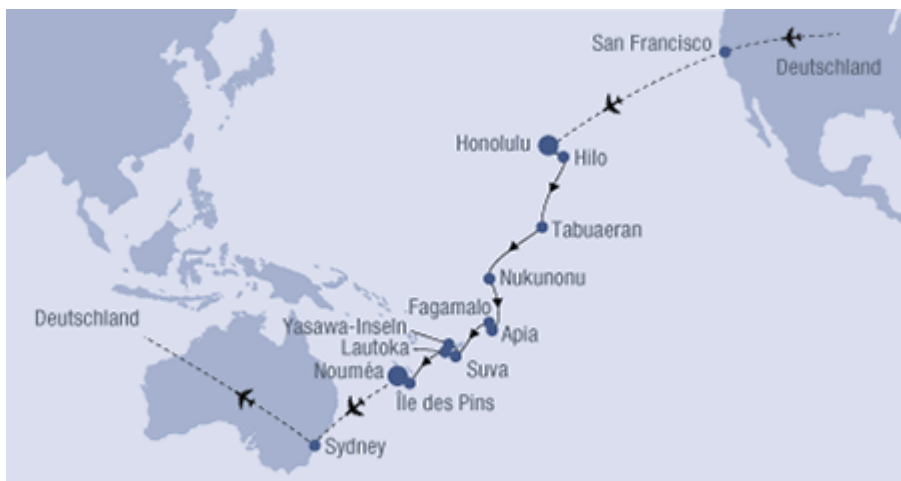 San Francisco
Deutschland
Honolulu
Hilo
Tabuaeran
Nukunonu
Fagamalo
Deutschland
Yasawa-Inseln
Apia
Lautoka
Suva
Nouméa
Île des Pins
Sydney